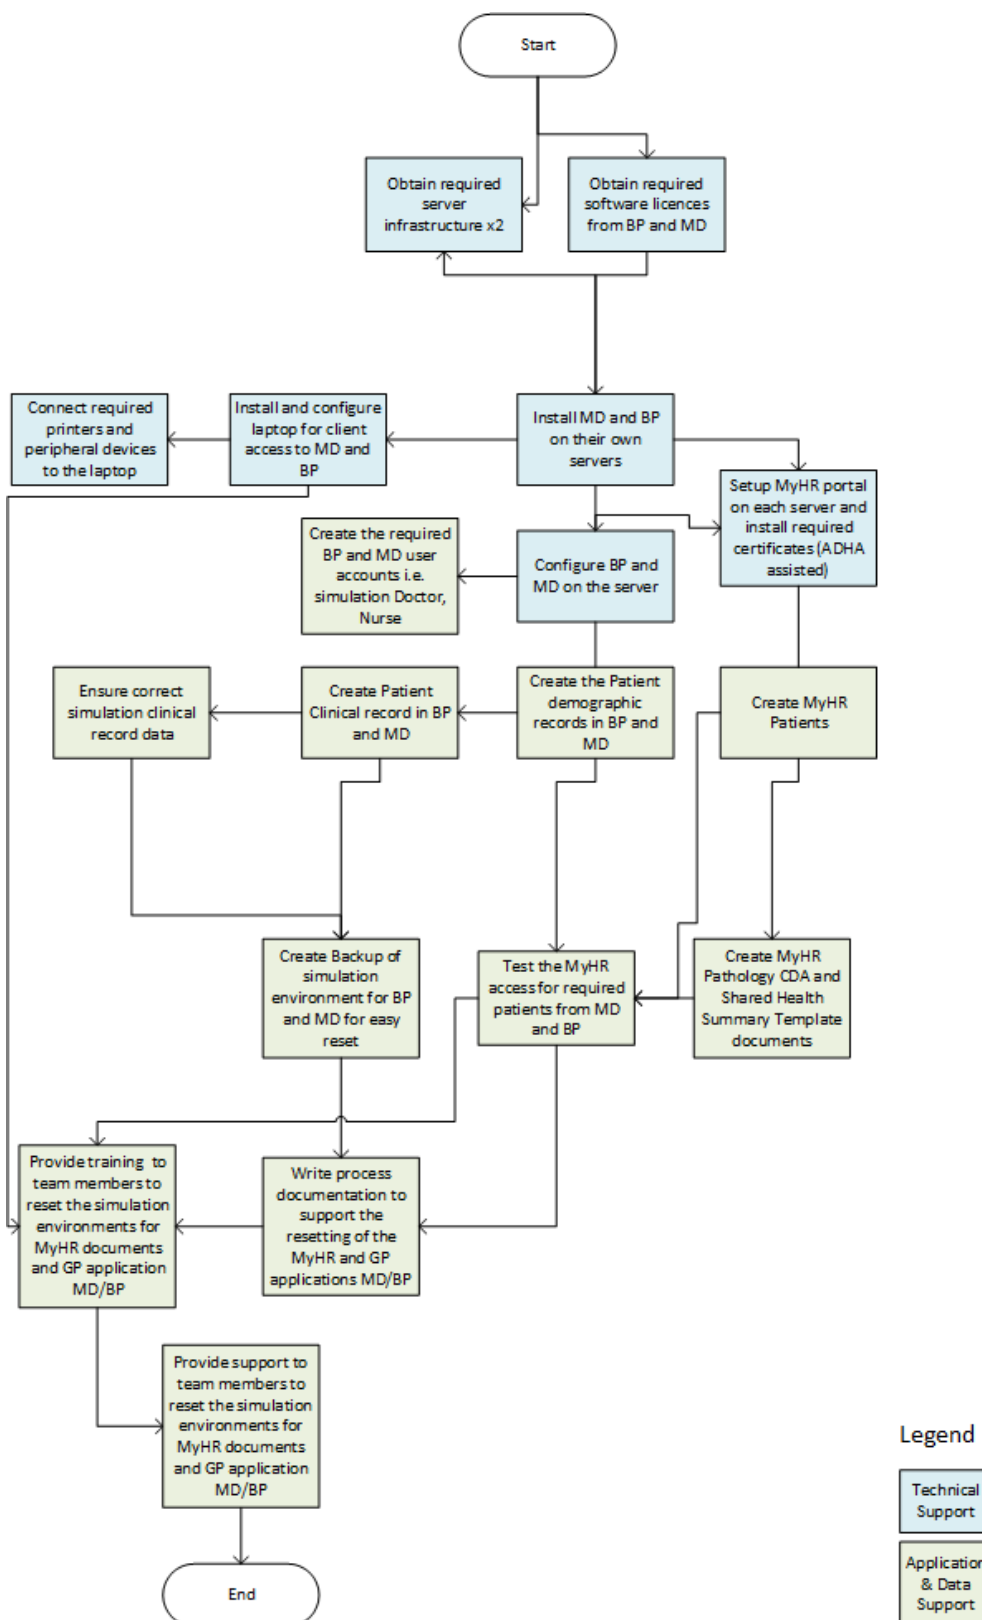 Start
Obtain required
server
infrastructure x2
Obtain required
software licences
from BP and MD
Connect required
printers and
peripheral devices
to the laptop
Install and configure
laptop for client
access to MD and
BP
Install MD and BP
on their own
servers
Setup MyHR portal
on each server and
install required
certificates (ADHA
assisted)
Create the required
BP and MD user
accounts i.e.
simulation Doctor,
Nurse
Configure BP and
MD on the server
Ensure correct
simulation clinical
record data
Create Patient
Clinical record in BP
and MD
Create the Patient
demographic
records in BP and
MD
Create MyHR
Patients
Create Backup of
simulation
environment for BP
and MD for easy
reset
Test the MyHR
access for required
patients from MD
and BP
Create MyHR
Pathology CDA and
Shared Health
Summary Template
documents
Provide training to
team members to
reset the simulation
environments for
MyHR documents
and GP application
MD/BP
Write process
documentation to
support the
resetting of the
MyHR and GP
applications MD/BP
Provide support to
team members to
reset the simulation
environments for
MyHR documents
and GP application
MD/BP
End
Legend
Technical
Support
Application
& Data
Support